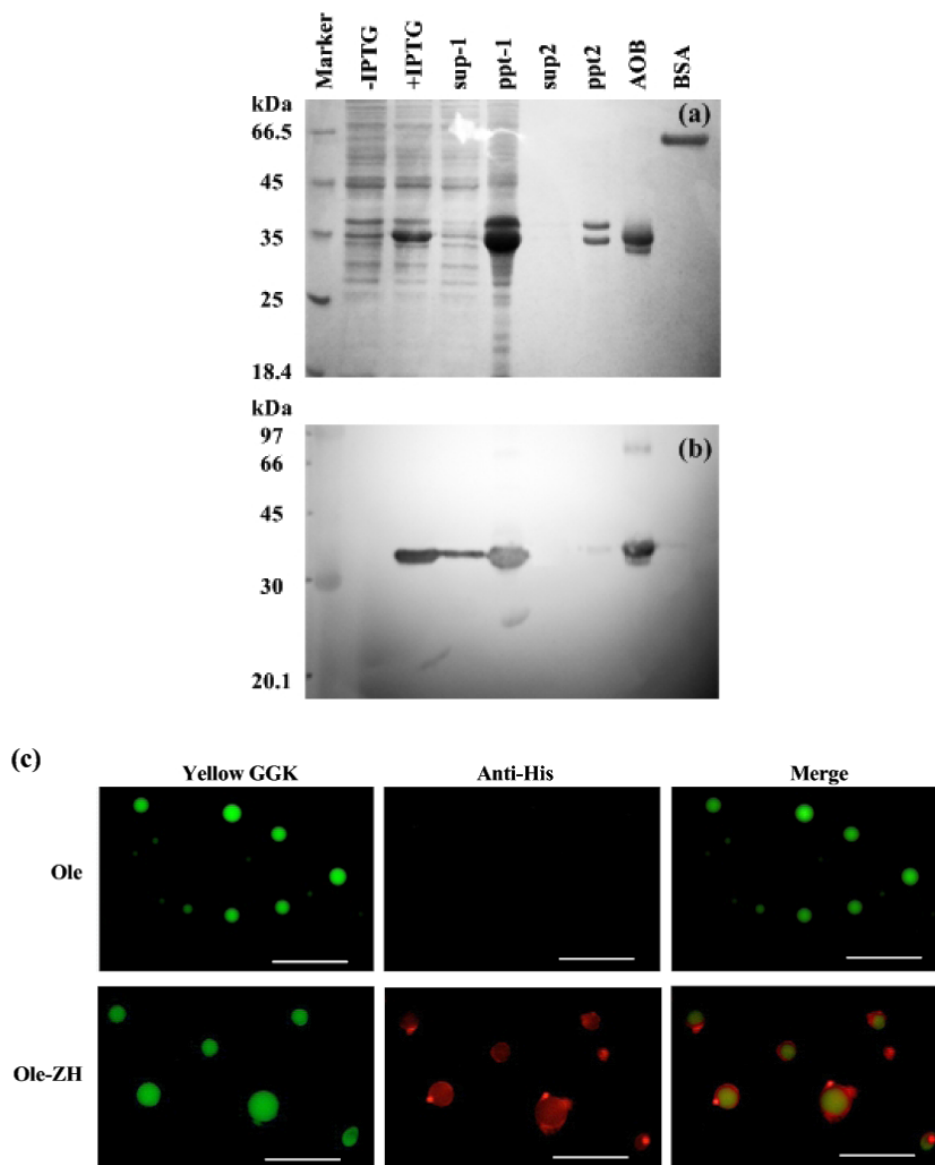 Marker -IPTG +IPTG sup-1 ppt-1 sup2 ppt2 AOB BSA
kDa
(a)
66.5
45
35
25
18.4
kDa
(b)
97
66
45
30
20.1
(c)
Yellow GGK Anti-His Merge
Ole
Ole-ZH